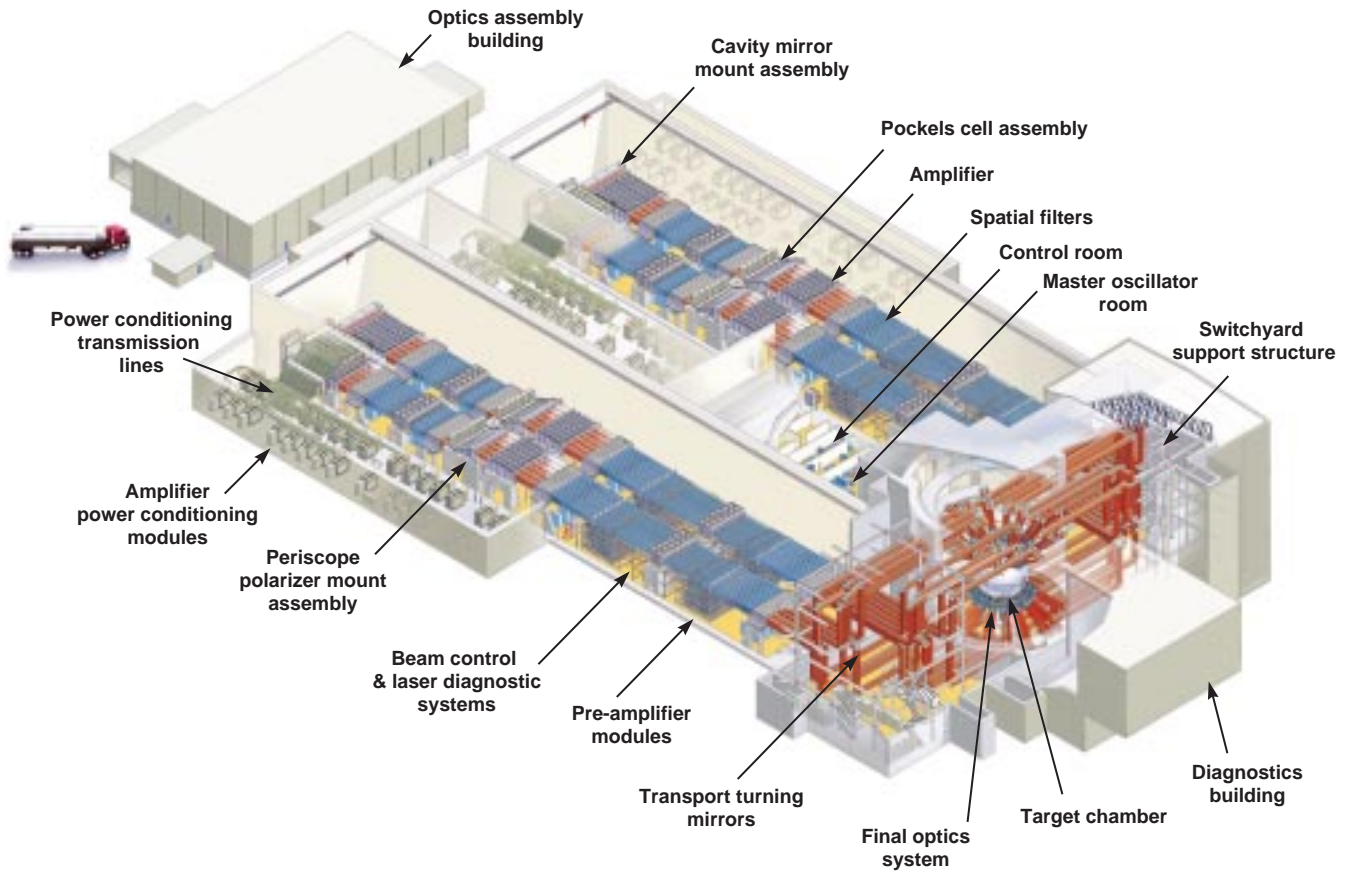 Optics assembly
building
Cavity mirror
mount assembly
Pockels cell assembly
Amplifier
Spatial filters
Control room
Master oscillator
room
Switchyard
support structure
Power conditioning
transmission
lines
Amplifier
power conditioning
modules
Periscope
polarizer mount
assembly
Beam control
& laser diagnostic
systems
Pre-amplifier
modules
Transport turning
mirrors
Final optics
system
Target chamber
Diagnostics
building